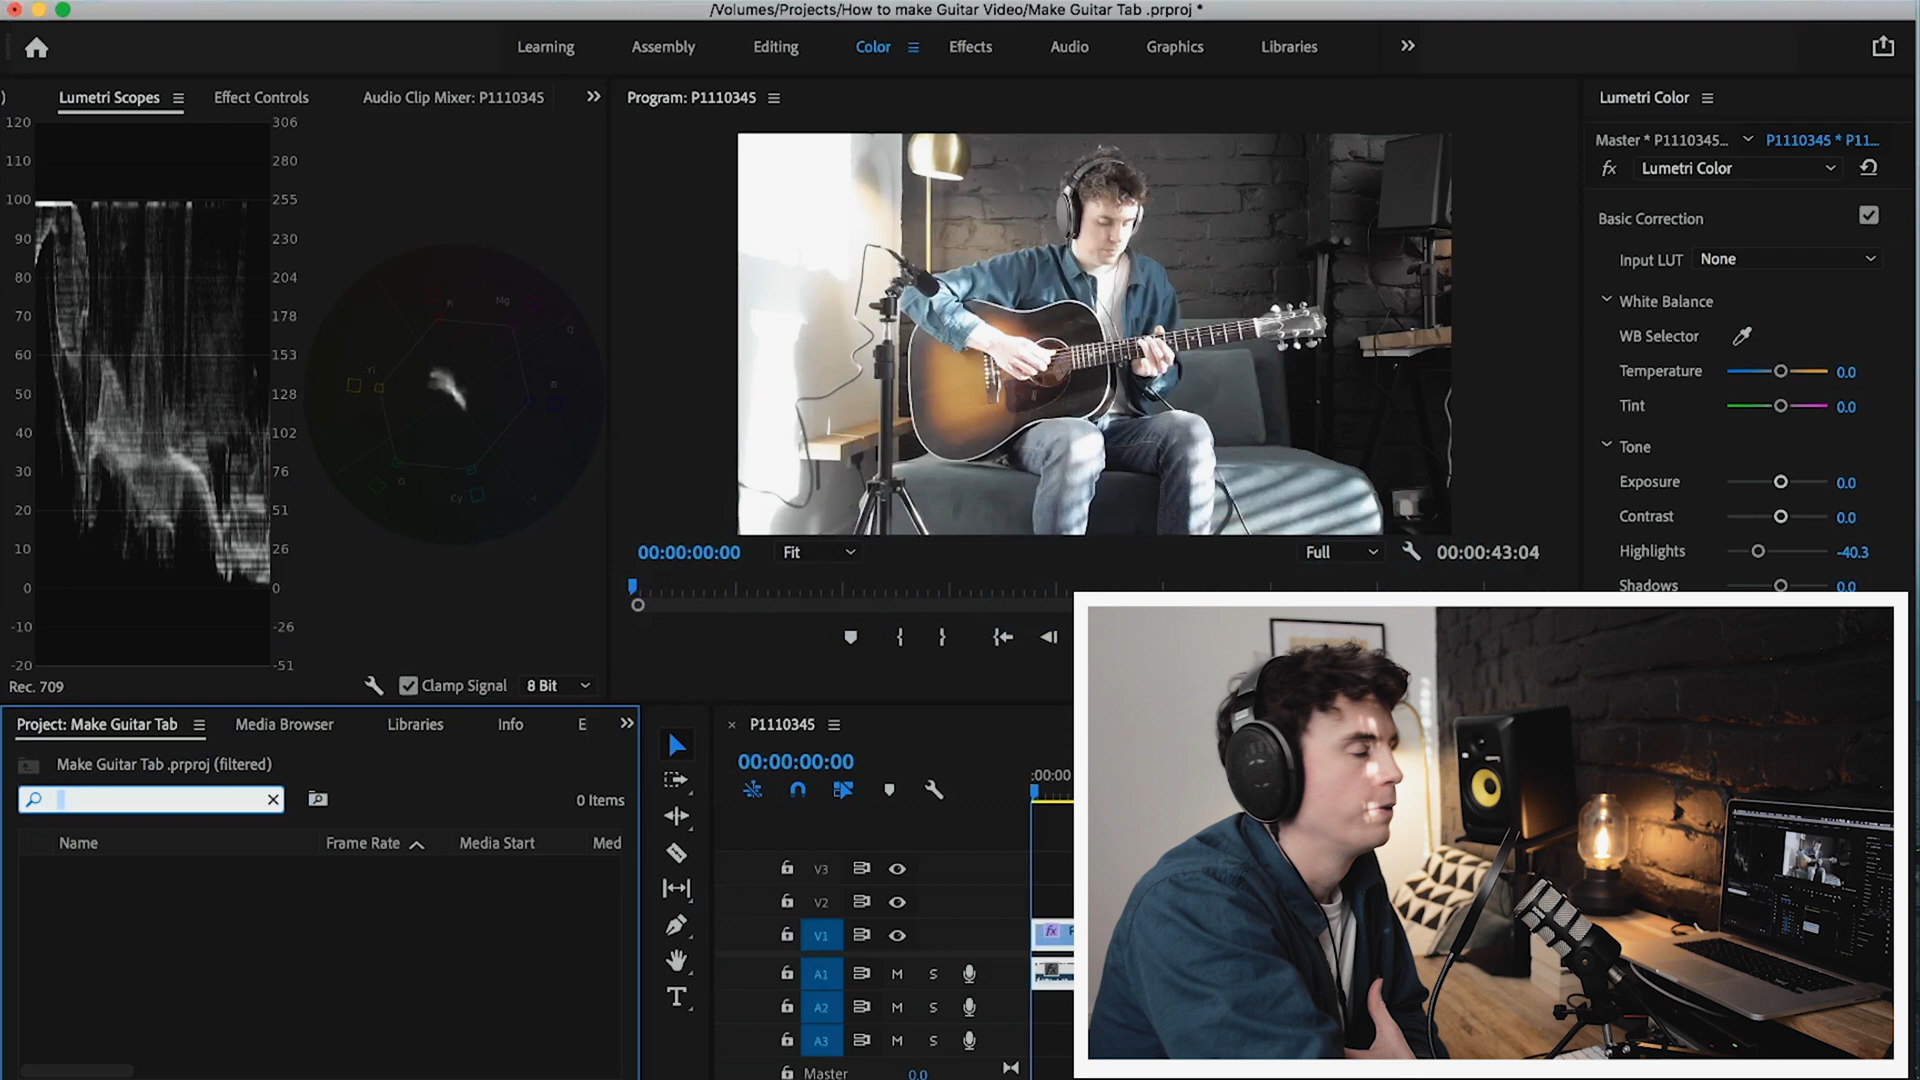 /Volumes/Projects/How to make Guitar Video/Make Guitar Tab .prproj *
Learning Assembly Editing Color Effects Audio Graphics Libraries
Lumetri Scopes Effect Controls Audio Clip Mixer: P1110345
Program: P1110345
Lumetri Color
Master * P1110345... P1110345 * P11...
fx Lumetri Color
Basic Correction
Input LUT None
White Balance
WB Selector
Temperature 0.0
Tint 0.0
Tone
Exposure 0.0
Contrast 0.0
Highlights -40.3
Shadows 0.0
120 306
110 280
100 255
90 230
80 204
70 178
60 153
50 128
40 102
30 76
20 51
10 26
0 0
-10 -26
-20 -51
R Mg
Yl B
G Cy
Q
-I
Rec. 709
Clamp Signal 8 Bit
00:00:00:00 Fit Full 00:00:43:04
Project: Make Guitar Tab Media Browser Libraries Info E
Make Guitar Tab .prproj (filtered)
0 Items
Name Frame Rate Media Start Med
P1110345
00:00:00:00
:00:00
V3
V2
V1
fx
A1 M S
fx
A2 M S
A3 M S
Master 0.0